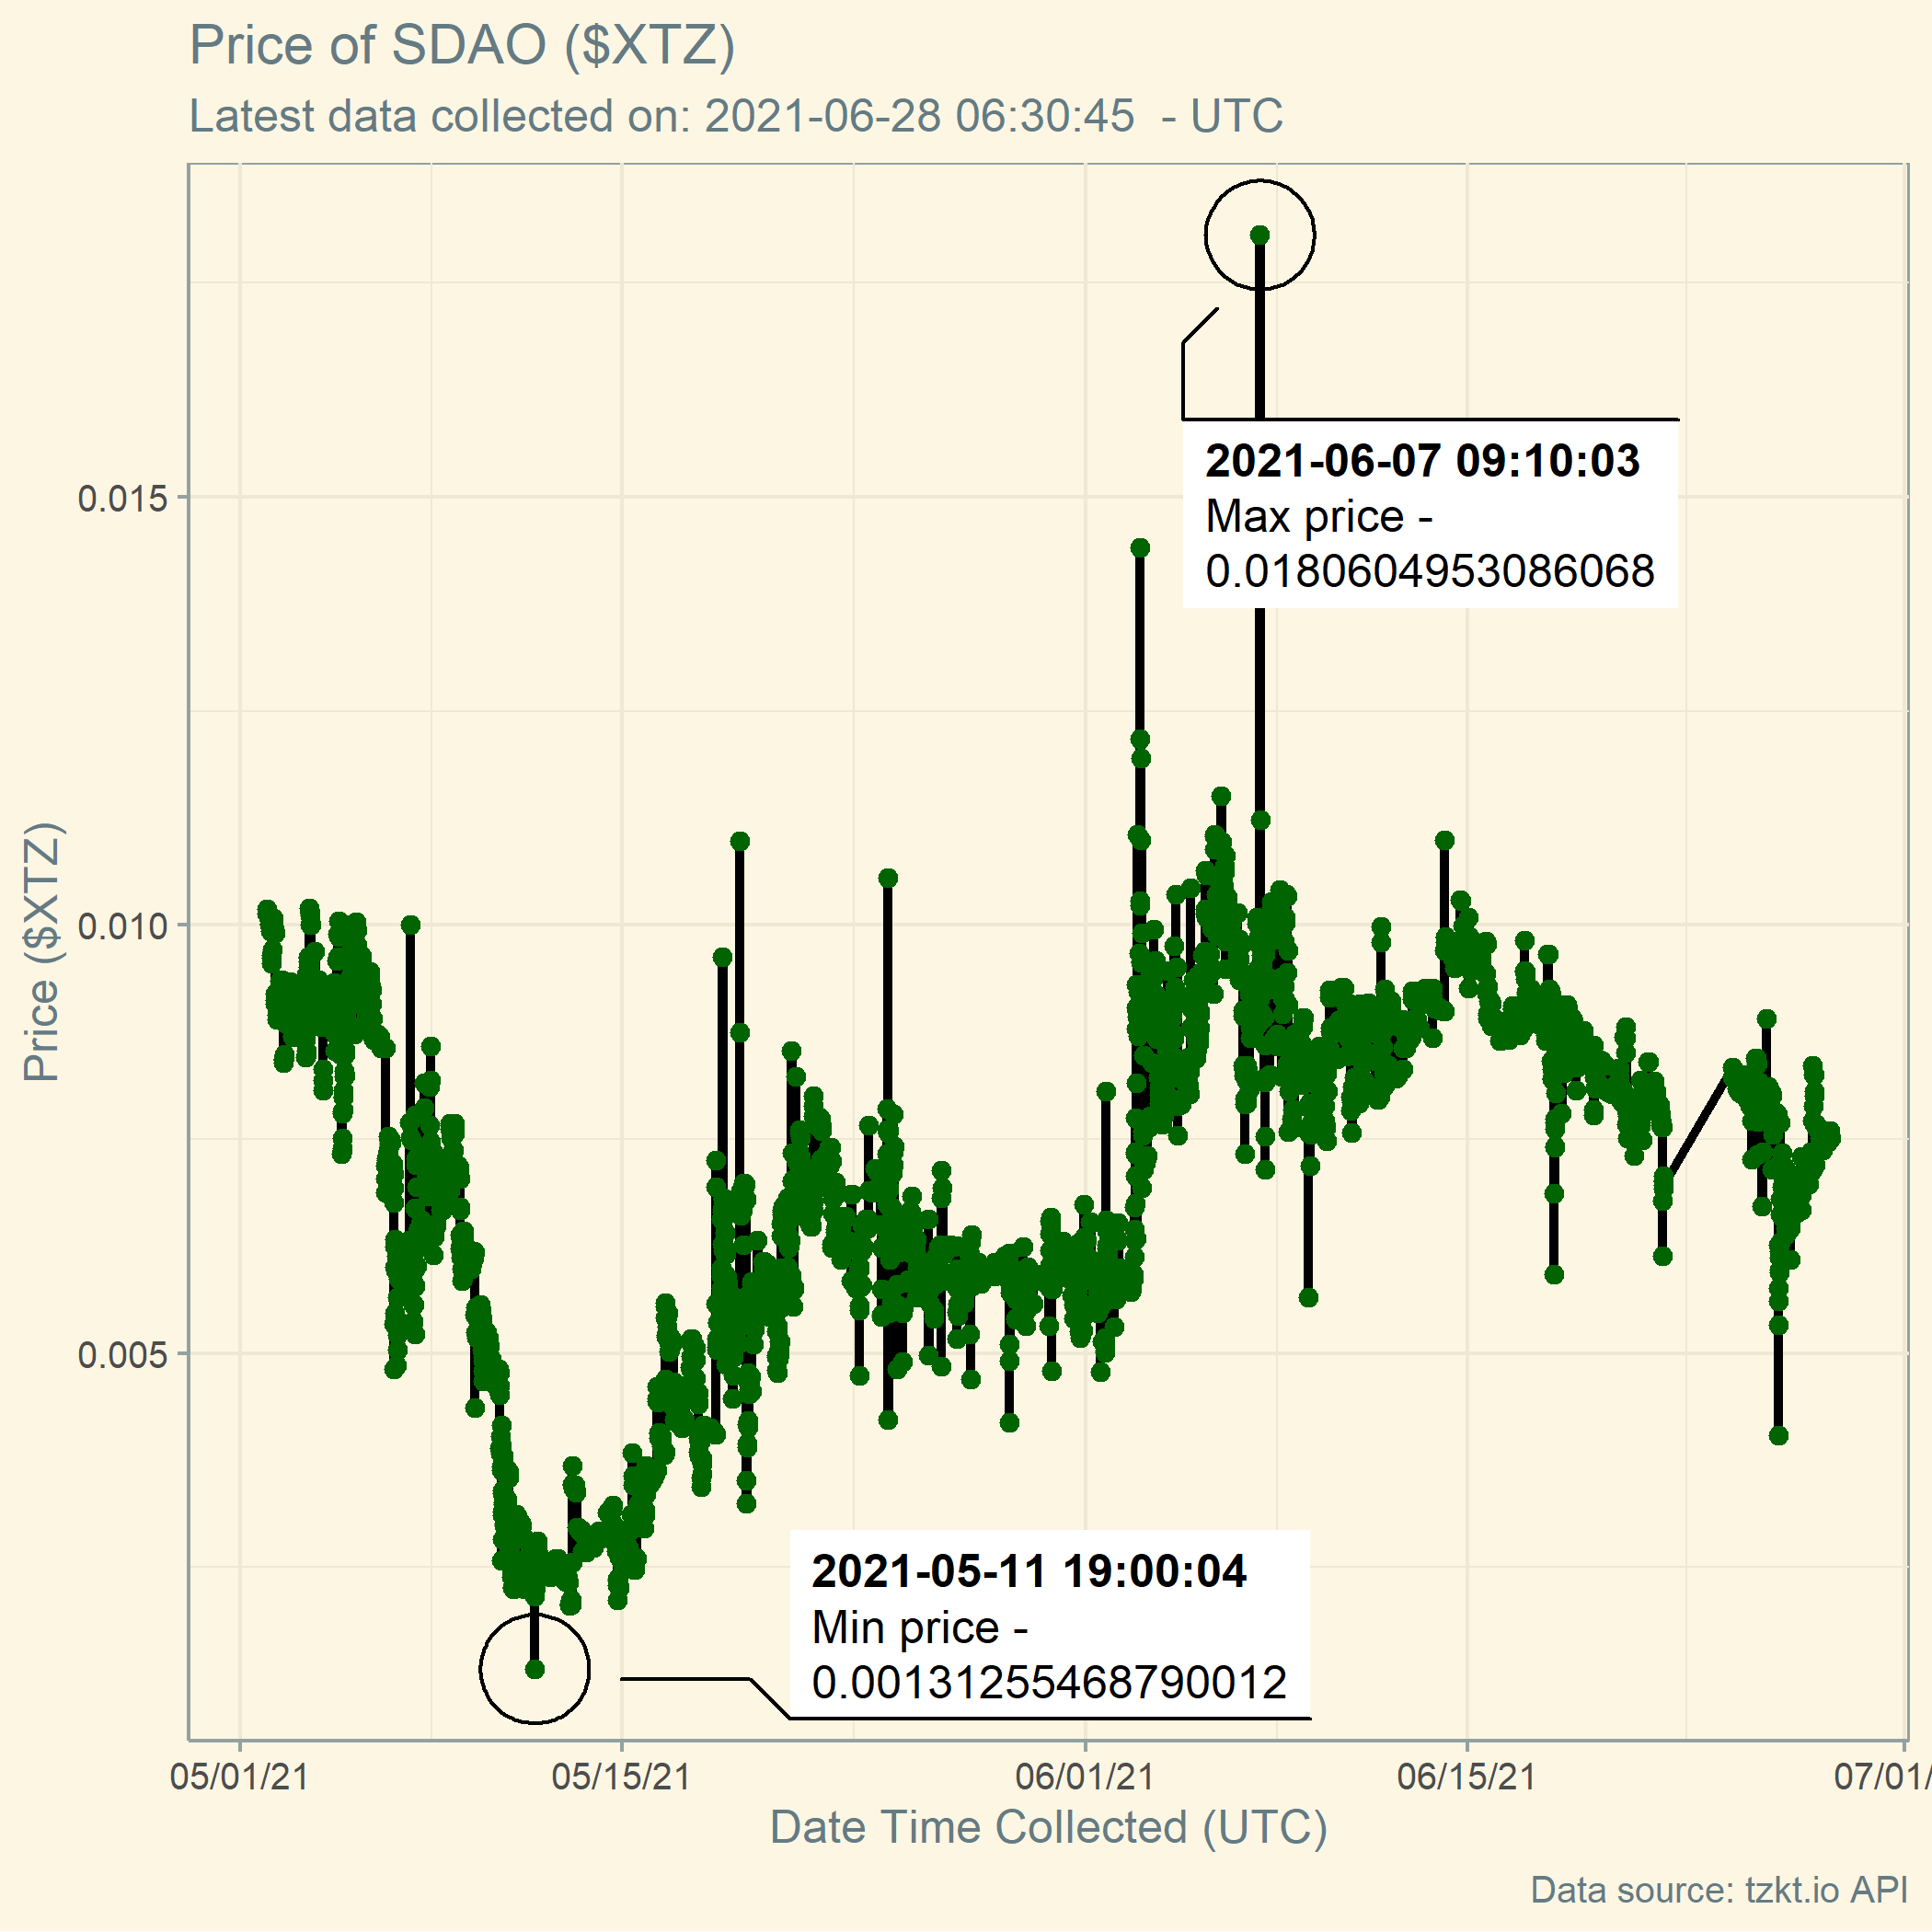 Price of SDAO ($XTZ)
Latest data collected on: 2021-06-28 06:30:45  - UTC
2021-06-07 09:10:03
Max price -
0.0180604953086068
0.015
0.010
0.005
Price ($XTZ)
2021-05-11 19:00:04
Min price -
0.00131255468790012
05/01/21
05/15/21
06/01/21
06/15/21
07/01/
Date Time Collected (UTC)
Data source: tzkt.io API